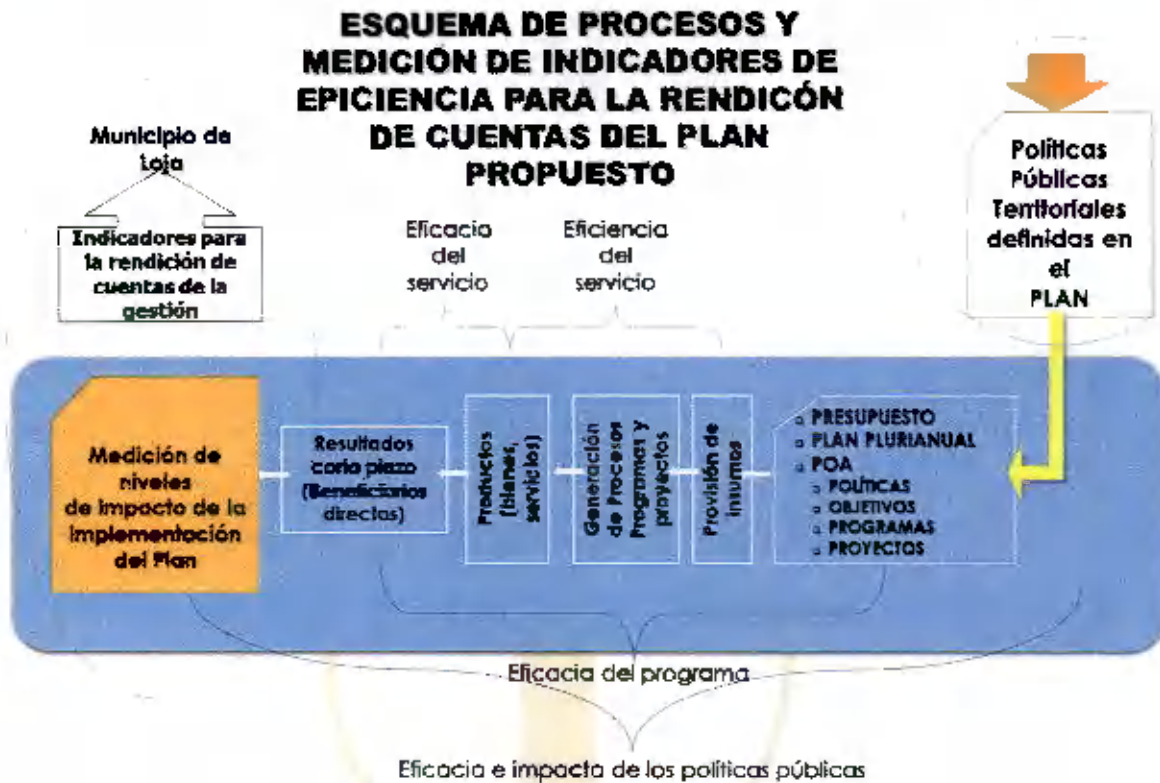 ESQUEMA DE PROCESOS Y
MEDICIÓN DE INDICADORES DE
EPICIENCIA PARA LA RENDICÓN
DE CUENTAS DEL PLAN
PROPUESTO
Municipio de
Loja
Indicadores para
la rendición de
cuentas de la
gestión
Eficacia
del
servicio
Eficiencia
del
servicio
Políticas
Públicas
Territoriales
definidas en
el
PLAN
Medición de
niveles
de impacto de la
implementación
del Plan
Resultados
corto plazo
(Beneficiarios
directos)
Productos
(bienes,
servicios)
Generación
de Procesos
Programas y
proyectos
Provisión de
insumos
PRESUPUESTO
PLAN PLURIANUAL
POA
POLÍTICAS
OBJETIVOS
PROGRAMAS
PROYECTOS
Eficacia del programa
Eficacia e impacto de los políticas públicas